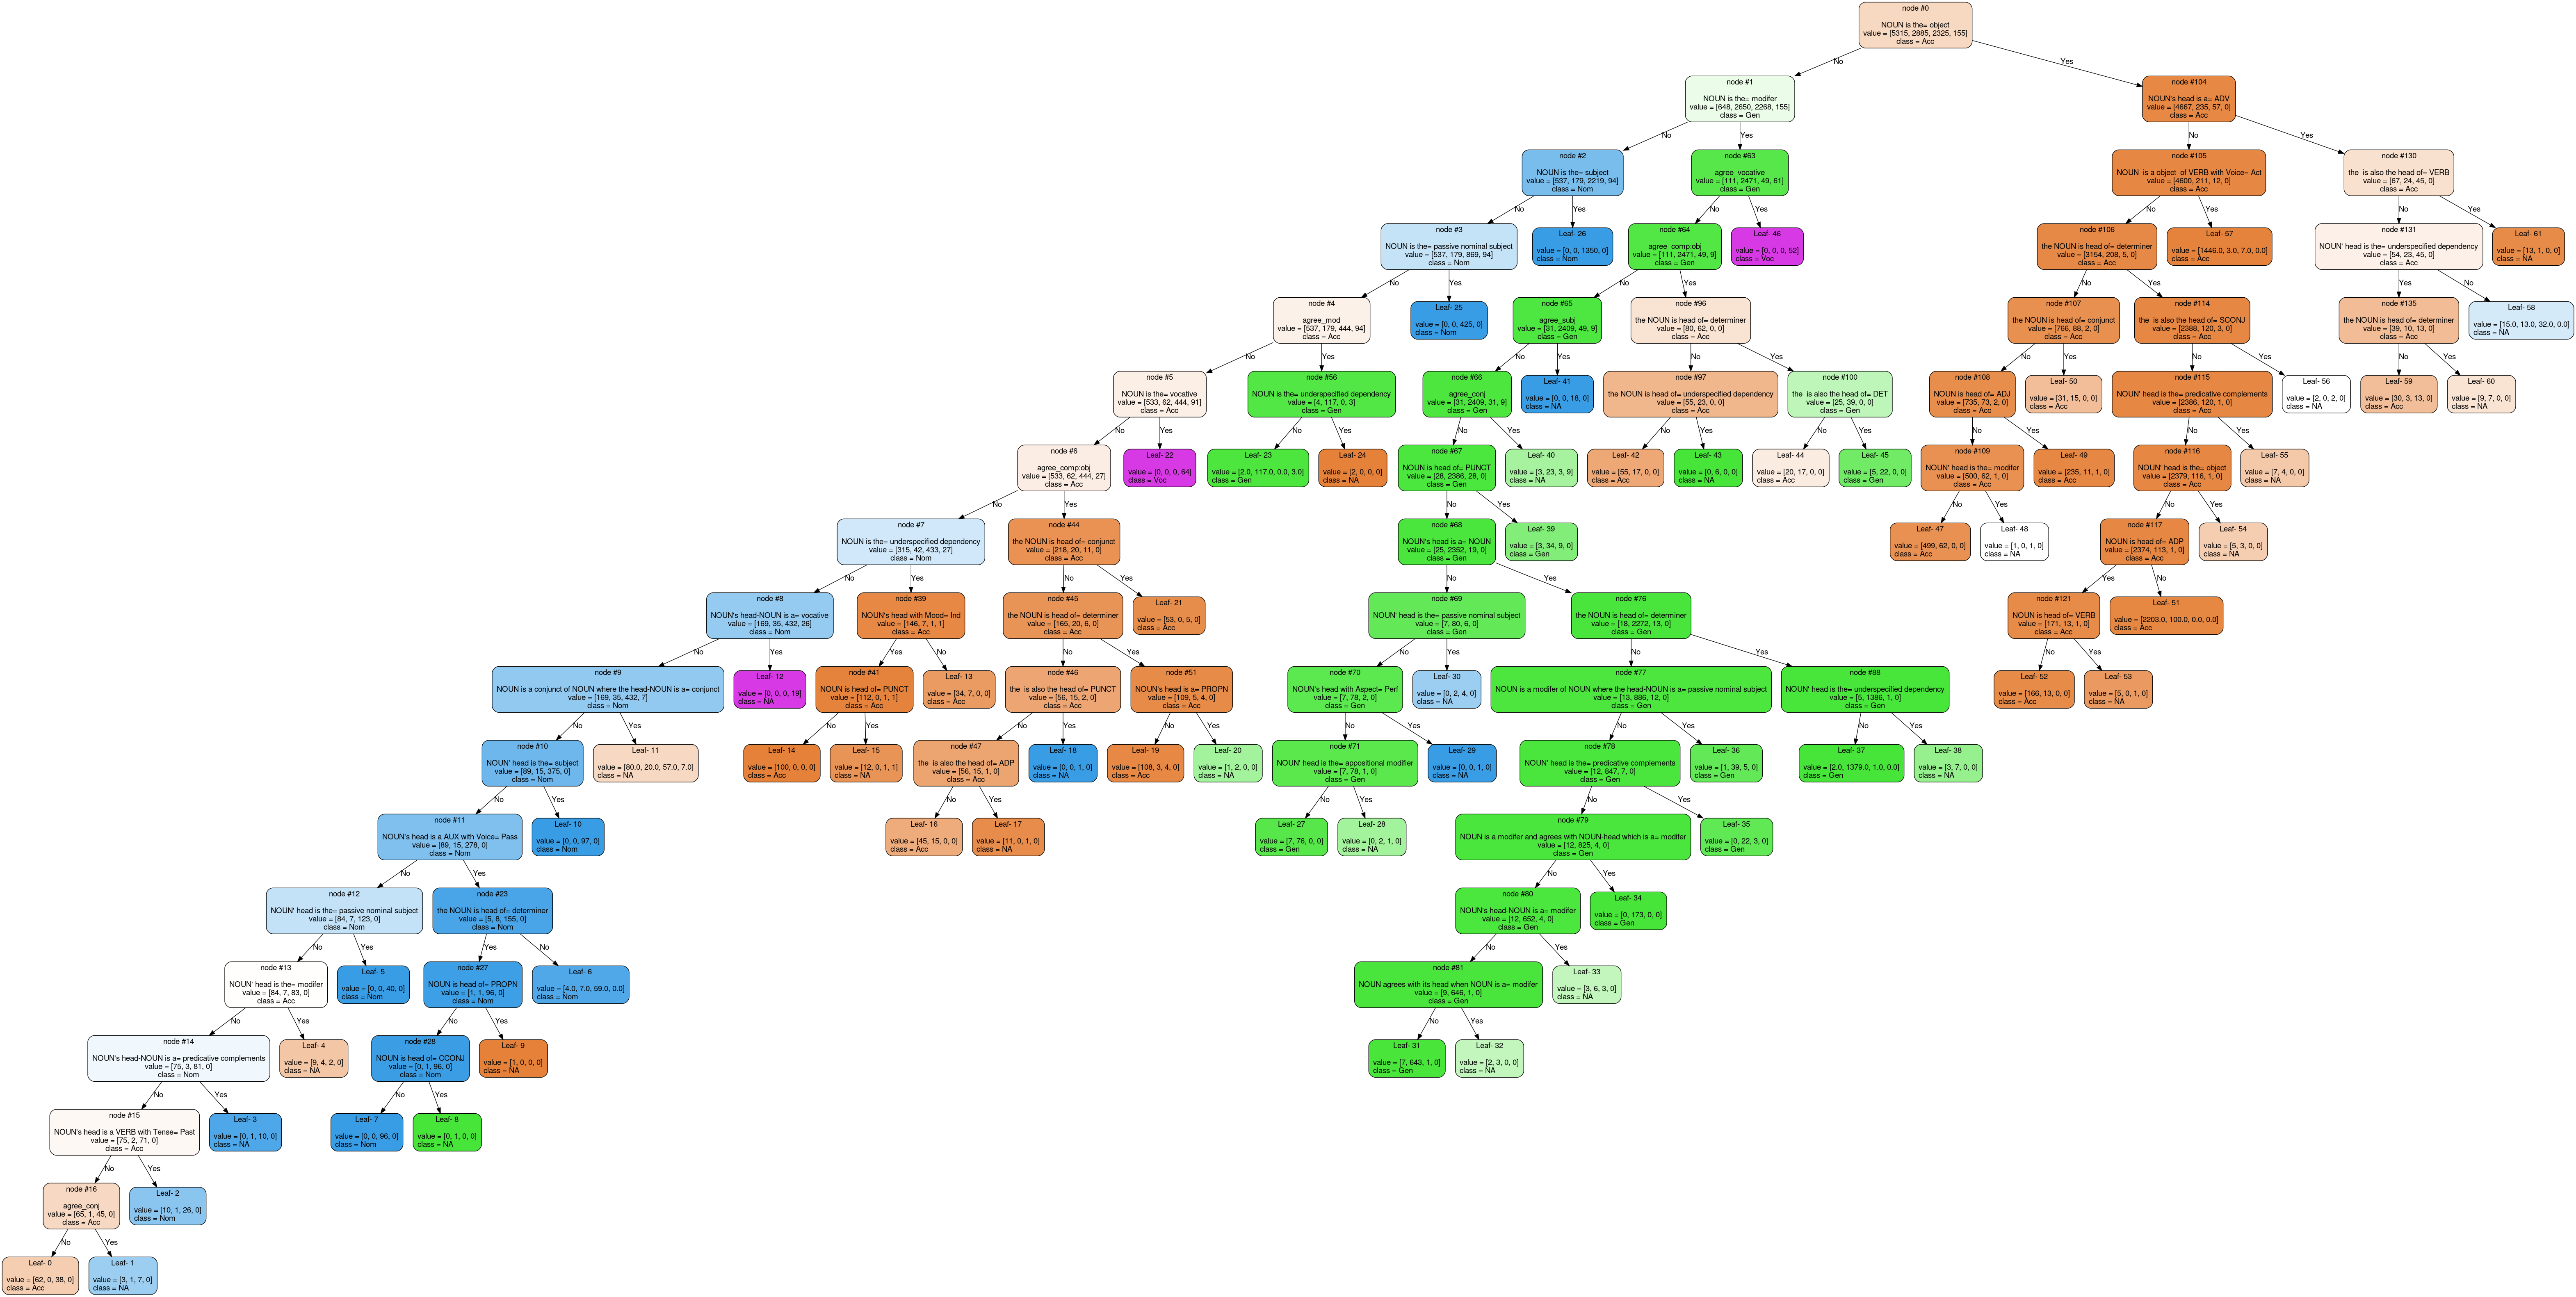 node #0
NOUN is the= object
value = [5315, 2885, 2325, 155]
class = Acc
No
Yes
node #1
NOUN is the= modifer
value = [648, 2650, 2268, 155]
class = Gen
node #104
NOUN's head is a= ADV
value = [4667, 235, 57, 0]
class = Acc
No
Yes
No
Yes
node #2
NOUN is the= subject
value = [537, 179, 2219, 94]
class = Nom
node #63
agree_vocative
value = [111, 2471, 49, 61]
class = Gen
node #105
NOUN  is a object  of VERB with Voice= Act
value = [4600, 211, 12, 0]
class = Acc
node #130
the  is also the head of= VERB
value = [67, 24, 45, 0]
class = Acc
No
Yes
No
Yes
No
Yes
No
Yes
node #3
NOUN is the= passive nominal subject
value = [537, 179, 869, 94]
class = Nom
Leaf- 26
value = [0, 0, 1350, 0]
class = Nom
node #64
agree_comp:obj
value = [111, 2471, 49, 9]
class = Gen
Leaf- 46
value = [0, 0, 0, 52]
class = Voc
node #106
the NOUN is head of= determiner
value = [3154, 208, 5, 0]
class = Acc
Leaf- 57
value = [1446.0, 3.0, 7.0, 0.0]
class = Acc
node #131
NOUN' head is the= underspecified dependency
value = [54, 23, 45, 0]
class = Acc
Leaf- 61
value = [13, 1, 0, 0]
class = NA
No
Yes
No
Yes
No
Yes
Yes
No
node #4
agree_mod
value = [537, 179, 444, 94]
class = Acc
Leaf- 25
value = [0, 0, 425, 0]
class = Nom
node #65
agree_subj
value = [31, 2409, 49, 9]
class = Gen
node #96
the NOUN is head of= determiner
value = [80, 62, 0, 0]
class = Acc
node #107
the NOUN is head of= conjunct
value = [766, 88, 2, 0]
class = Acc
node #114
the  is also the head of= SCONJ
value = [2388, 120, 3, 0]
class = Acc
node #135
the NOUN is head of= determiner
value = [39, 10, 13, 0]
class = Acc
Leaf- 58
value = [15.0, 13.0, 32.0, 0.0]
class = NA
No
Yes
No
Yes
No
Yes
No
Yes
No
Yes
No
Yes
node #5
NOUN is the= vocative
value = [533, 62, 444, 91]
class = Acc
node #56
NOUN is the= underspecified dependency
value = [4, 117, 0, 3]
class = Gen
node #66
agree_conj
value = [31, 2409, 31, 9]
class = Gen
Leaf- 41
value = [0, 0, 18, 0]
class = NA
node #97
the NOUN is head of= underspecified dependency
value = [55, 23, 0, 0]
class = Acc
node #100
the  is also the head of= DET
value = [25, 39, 0, 0]
class = Gen
node #108
NOUN is head of= ADJ
value = [735, 73, 2, 0]
class = Acc
Leaf- 50
value = [31, 15, 0, 0]
class = Acc
node #115
NOUN' head is the= predicative complements
value = [2386, 120, 1, 0]
class = Acc
Leaf- 56
value = [2, 0, 2, 0]
class = NA
Leaf- 59
value = [30, 3, 13, 0]
class = Acc
Leaf- 60
value = [9, 7, 0, 0]
class = NA
No
Yes
No
Yes
No
Yes
No
Yes
No
Yes
No
Yes
No
Yes
node #6
agree_comp:obj
value = [533, 62, 444, 27]
class = Acc
Leaf- 22
value = [0, 0, 0, 64]
class = Voc
Leaf- 23
value = [2.0, 117.0, 0.0, 3.0]
class = Gen
Leaf- 24
value = [2, 0, 0, 0]
class = NA
node #67
NOUN is head of= PUNCT
value = [28, 2386, 28, 0]
class = Gen
Leaf- 40
value = [3, 23, 3, 9]
class = NA
Leaf- 42
value = [55, 17, 0, 0]
class = Acc
Leaf- 43
value = [0, 6, 0, 0]
class = NA
Leaf- 44
value = [20, 17, 0, 0]
class = Acc
Leaf- 45
value = [5, 22, 0, 0]
class = Gen
node #109
NOUN' head is the= modifer
value = [500, 62, 1, 0]
class = Acc
Leaf- 49
value = [235, 11, 1, 0]
class = Acc
node #116
NOUN' head is the= object
value = [2379, 116, 1, 0]
class = Acc
Leaf- 55
value = [7, 4, 0, 0]
class = NA
No
Yes
No
Yes
No
Yes
No
Yes
node #7
NOUN is the= underspecified dependency
value = [315, 42, 433, 27]
class = Nom
node #44
the NOUN is head of= conjunct
value = [218, 20, 11, 0]
class = Acc
node #68
NOUN's head is a= NOUN
value = [25, 2352, 19, 0]
class = Gen
Leaf- 39
value = [3, 34, 9, 0]
class = Gen
Leaf- 47
value = [499, 62, 0, 0]
class = Acc
Leaf- 48
value = [1, 0, 1, 0]
class = NA
node #117
NOUN is head of= ADP
value = [2374, 113, 1, 0]
class = Acc
Leaf- 54
value = [5, 3, 0, 0]
class = NA
No
Yes
No
Yes
No
Yes
Yes
No
node #8
NOUN's head-NOUN is a= vocative
value = [169, 35, 432, 26]
class = Nom
node #39
NOUN's head with Mood= Ind
value = [146, 7, 1, 1]
class = Acc
node #45
the NOUN is head of= determiner
value = [165, 20, 6, 0]
class = Acc
Leaf- 21
value = [53, 0, 5, 0]
class = Acc
node #69
NOUN' head is the= passive nominal subject
value = [7, 80, 6, 0]
class = Gen
node #76
the NOUN is head of= determiner
value = [18, 2272, 13, 0]
class = Gen
node #121
NOUN is head of= VERB
value = [171, 13, 1, 0]
class = Acc
Leaf- 51
value = [2203.0, 100.0, 0.0, 0.0]
class = Acc
No
Yes
Yes
No
No
Yes
No
Yes
No
Yes
No
Yes
node #9
NOUN is a conjunct of NOUN where the head-NOUN is a= conjunct
value = [169, 35, 432, 7]
class = Nom
Leaf- 12
value = [0, 0, 0, 19]
class = NA
node #41
NOUN is head of= PUNCT
value = [112, 0, 1, 1]
class = Acc
Leaf- 13
value = [34, 7, 0, 0]
class = Acc
node #46
the  is also the head of= PUNCT
value = [56, 15, 2, 0]
class = Acc
node #51
NOUN's head is a= PROPN
value = [109, 5, 4, 0]
class = Acc
node #70
NOUN's head with Aspect= Perf
value = [7, 78, 2, 0]
class = Gen
Leaf- 30
value = [0, 2, 4, 0]
class = NA
node #77
NOUN is a modifer of NOUN where the head-NOUN is a= passive nominal subject
value = [13, 886, 12, 0]
class = Gen
node #88
NOUN' head is the= underspecified dependency
value = [5, 1386, 1, 0]
class = Gen
Leaf- 52
value = [166, 13, 0, 0]
class = Acc
Leaf- 53
value = [5, 0, 1, 0]
class = NA
No
Yes
No
Yes
No
Yes
No
Yes
No
Yes
No
Yes
No
Yes
node #10
NOUN' head is the= subject
value = [89, 15, 375, 0]
class = Nom
Leaf- 11
value = [80.0, 20.0, 57.0, 7.0]
class = NA
Leaf- 14
value = [100, 0, 0, 0]
class = Acc
Leaf- 15
value = [12, 0, 1, 1]
class = NA
node #47
the  is also the head of= ADP
value = [56, 15, 1, 0]
class = Acc
Leaf- 18
value = [0, 0, 1, 0]
class = NA
Leaf- 19
value = [108, 3, 4, 0]
class = Acc
Leaf- 20
value = [1, 2, 0, 0]
class = NA
node #71
NOUN' head is the= appositional modifier
value = [7, 78, 1, 0]
class = Gen
Leaf- 29
value = [0, 0, 1, 0]
class = NA
node #78
NOUN' head is the= predicative complements
value = [12, 847, 7, 0]
class = Gen
Leaf- 36
value = [1, 39, 5, 0]
class = Gen
Leaf- 37
value = [2.0, 1379.0, 1.0, 0.0]
class = Gen
Leaf- 38
value = [3, 7, 0, 0]
class = NA
No
Yes
No
Yes
No
Yes
No
Yes
node #11
NOUN's head is a AUX with Voice= Pass
value = [89, 15, 278, 0]
class = Nom
Leaf- 10
value = [0, 0, 97, 0]
class = Nom
Leaf- 16
value = [45, 15, 0, 0]
class = Acc
Leaf- 17
value = [11, 0, 1, 0]
class = NA
Leaf- 27
value = [7, 76, 0, 0]
class = Gen
Leaf- 28
value = [0, 2, 1, 0]
class = NA
node #79
NOUN is a modifer and agrees with NOUN-head which is a= modifer
value = [12, 825, 4, 0]
class = Gen
Leaf- 35
value = [0, 22, 3, 0]
class = Gen
No
Yes
No
Yes
node #12
NOUN' head is the= passive nominal subject
value = [84, 7, 123, 0]
class = Nom
node #23
the NOUN is head of= determiner
value = [5, 8, 155, 0]
class = Nom
node #80
NOUN's head-NOUN is a= modifer
value = [12, 652, 4, 0]
class = Gen
Leaf- 34
value = [0, 173, 0, 0]
class = Gen
No
Yes
Yes
No
No
Yes
node #13
NOUN' head is the= modifer
value = [84, 7, 83, 0]
class = Acc
Leaf- 5
value = [0, 0, 40, 0]
class = Nom
node #27
NOUN is head of= PROPN
value = [1, 1, 96, 0]
class = Nom
Leaf- 6
value = [4.0, 7.0, 59.0, 0.0]
class = Nom
node #81
NOUN agrees with its head when NOUN is a= modifer
value = [9, 646, 1, 0]
class = Gen
Leaf- 33
value = [3, 6, 3, 0]
class = NA
No
Yes
No
Yes
No
Yes
node #14
NOUN's head-NOUN is a= predicative complements
value = [75, 3, 81, 0]
class = Nom
Leaf- 4
value = [9, 4, 2, 0]
class = NA
node #28
NOUN is head of= CCONJ
value = [0, 1, 96, 0]
class = Nom
Leaf- 9
value = [1, 0, 0, 0]
class = NA
Leaf- 31
value = [7, 643, 1, 0]
class = Gen
Leaf- 32
value = [2, 3, 0, 0]
class = NA
No
Yes
No
Yes
node #15
NOUN's head is a VERB with Tense= Past
value = [75, 2, 71, 0]
class = Acc
Leaf- 3
value = [0, 1, 10, 0]
class = NA
Leaf- 7
value = [0, 0, 96, 0]
class = Nom
Leaf- 8
value = [0, 1, 0, 0]
class = NA
No
Yes
node #16
agree_conj
value = [65, 1, 45, 0]
class = Acc
Leaf- 2
value = [10, 1, 26, 0]
class = Nom
No
Yes
Leaf- 0
value = [62, 0, 38, 0]
class = Acc
Leaf- 1
value = [3, 1, 7, 0]
class = NA